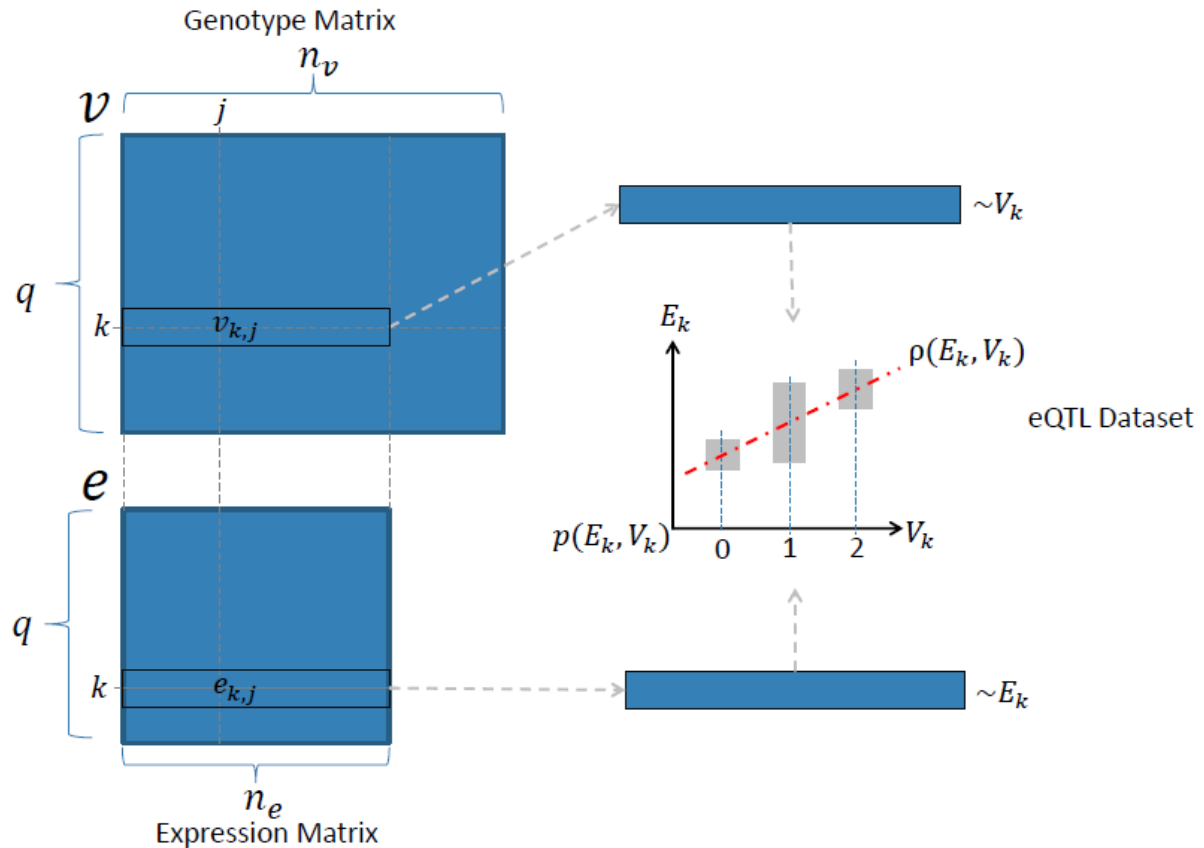 Genotype Matrix
n_v
v
j
q
k
v_{k,j}
~V_k
E_k
ρ(E_k, V_k)
eQTL Dataset
p(E_k, V_k)
0
1
2
V_k
e
q
k
e_{k,j}
~E_k
n_e
Expression Matrix